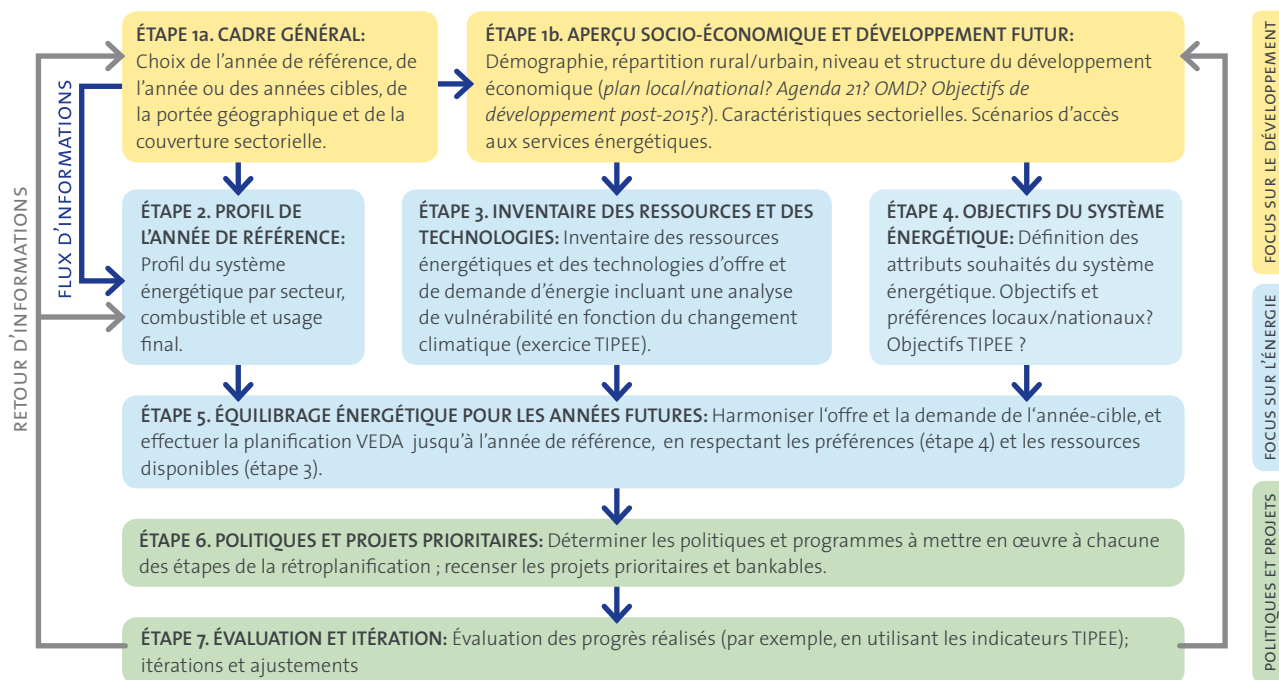 ÉTAPE 1a. CADRE GÉNÉRAL:
Choix de l'année de référence, de
l'année ou des années cibles, de
la portée géographique et de la
couverture sectorielle.
ÉTAPE 1b. APERÇU SOCIO-ÉCONOMIQUE ET DÉVELOPPEMENT FUTUR:
Démographie, répartition rural/urbain, niveau et structure du développement
économique (plan local/national? Agenda 21? OMD? Objectifs de
développement post-2015?). Caractéristiques sectorielles. Scénarios d'accès
aux services énergétiques.
ÉTAPE 2. PROFIL DE
L'ANNÉE DE RÉFÉRENCE:
Profil du système
énergétique par secteur,
combustible et usage
final.
ÉTAPE 3. INVENTAIRE DES RESSOURCES ET DES
TECHNOLOGIES: Inventaire des ressources
énergétiques et des technologies d'offre et
de demande d'énergie incluant une analyse
de vulnérabilité en fonction du changement
climatique (exercice TIPEE).
ÉTAPE 4. OBJECTIFS DU SYSTÈME
ÉNERGÉTIQUE: Définition des
attributs souhaités du système
énergétique. Objectifs et
préférences locaux/nationaux?
Objectifs TIPEE ?
ÉTAPE 5. ÉQUILIBRAGE ÉNERGÉTIQUE POUR LES ANNÉES FUTURES: Harmoniser l'offre et la demande de l'année-cible, et
effectuer la planification VEDA jusqu'à l'année de référence, en respectant les préférences (étape 4) et les ressources
disponibles (étape 3).
ÉTAPE 6. POLITIQUES ET PROJETS PRIORITAIRES: Déterminer les politiques et programmes à mettre en œuvre à chacune
des étapes de la rétroplanification ; recenser les projets prioritaires et bankables.
ÉTAPE 7. ÉVALUATION ET ITÉRATION: Évaluation des progrès réalisés (par exemple, en utilisant les indicateurs TIPEE);
itérations et ajustements
RETOUR D'INFORMATIONS
FLUX D'INFORMATIONS
FOCUS SUR LE DÉVELOPPEMENT
FOCUS SUR L'ÉNERGIE
POLITIQUES ET PROJETS